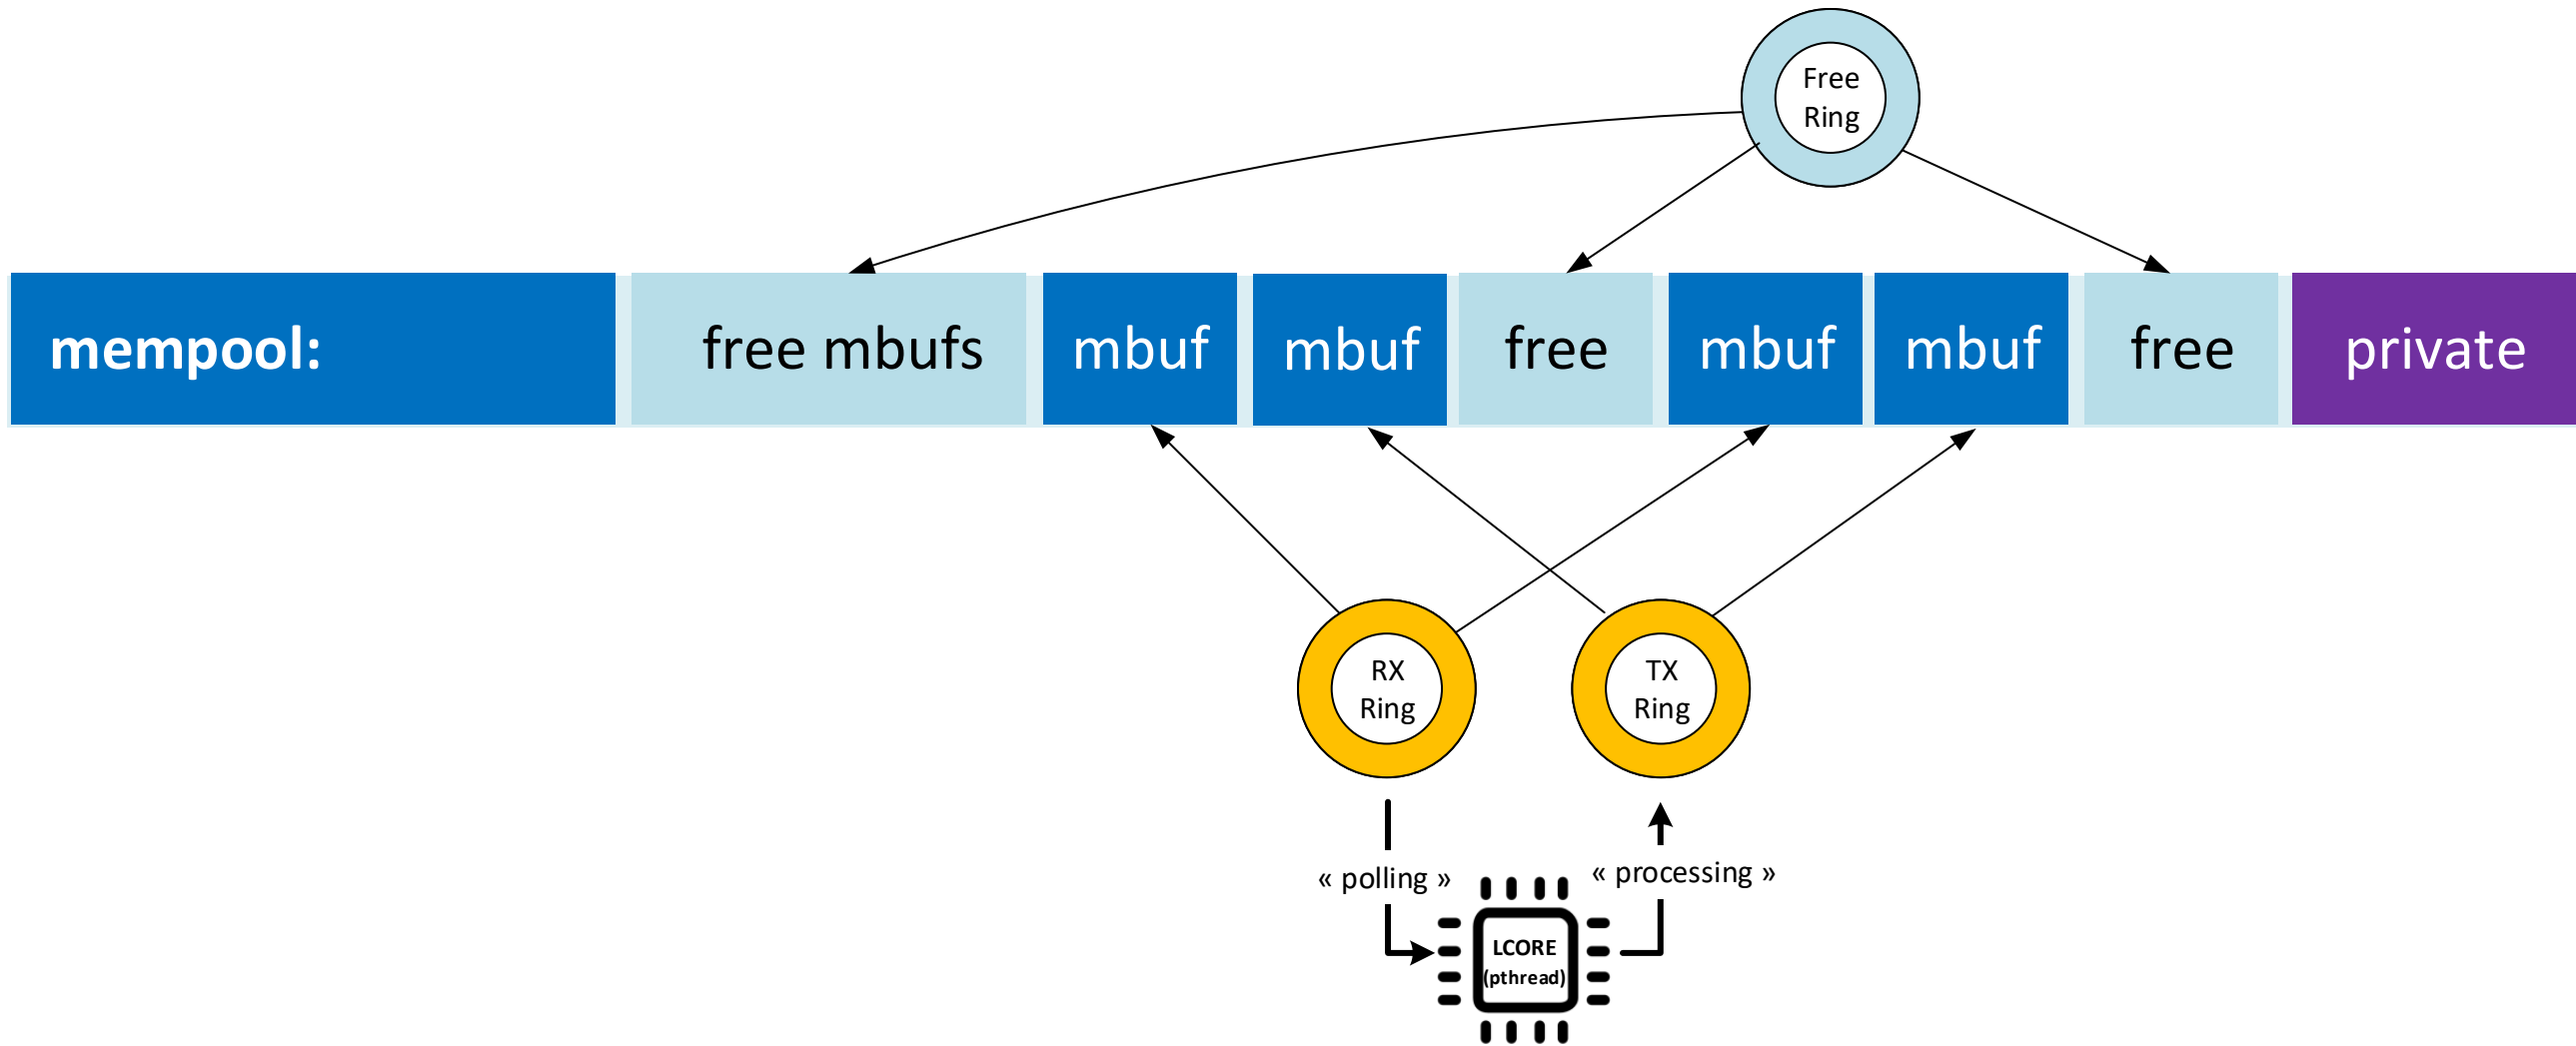 Free
Ring
mempool:
free mbufs
mbuf
mbuf
free
mbuf
mbuf
free
private
RX
Ring
TX
Ring
« polling »
« processing »
LCORE
(pthread)